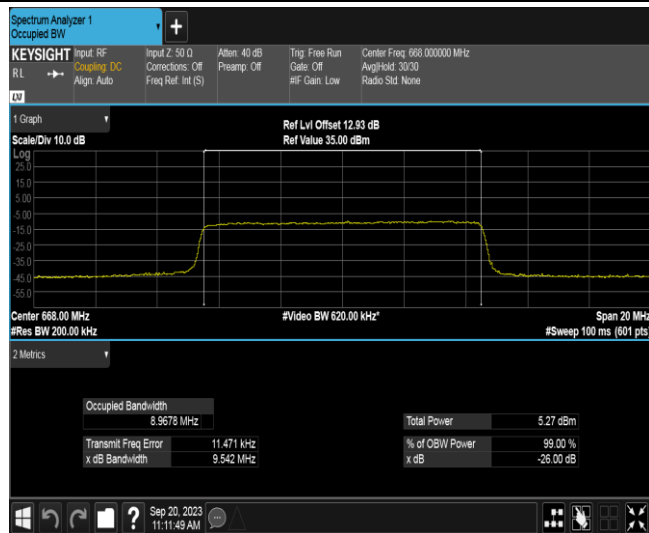 Spectrum Analyzer 1
Occupied BW
+
KEYSIGHT
RL
Input: RF
Coupling: DC
Align: Auto
Input Z: 50 Ω
Corrections: Off
Freq Ref: Int (S)
Atten: 40 dB
Preamp: Off
Trig: Free Run
Gate: Off
#IF Gain: Low
Center Freq: 668.000000 MHz
Avg|Hold: 30/30
Radio Std: None
LXI
1 Graph
Scale/Div 10.0 dB
Ref Lvl Offset 12.93 dB
Ref Value 35.00 dBm
Log
25.0
15.0
5.00
-5.00
-15.0
-25.0
-35.0
-45.0
-55.0
Center 668.00 MHz
#Res BW 200.00 kHz
#Video BW 620.00 kHz*
Span 20 MHz
#Sweep 100 ms (601 pts)
2 Metrics
Occupied Bandwidth
8.9678 MHz
Transmit Freq Error 11.471 kHz
x dB Bandwidth 9.542 MHz
Total Power 5.27 dBm
% of OBW Power 99.00 %
x dB -26.00 dB
?
Sep 20, 2023
11:11:49 AM